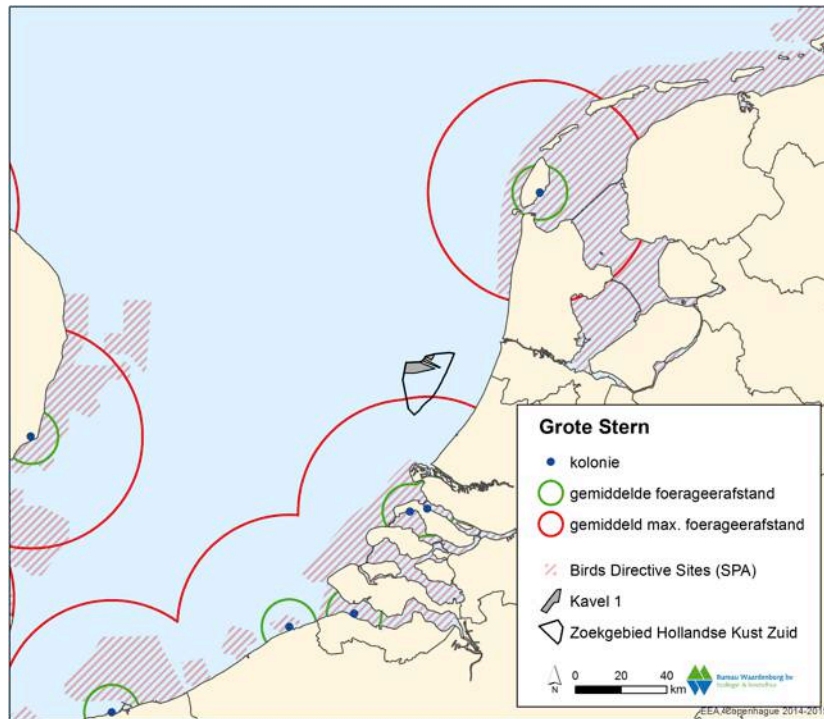 Grote Stern
kolonie
gemiddelde foerageerafstand
gemiddeld max. foerageerafstand
Birds Directive Sites (SPA)
Kavel 1
Zoekgebied Hollandse Kust Zuid
N
0 20 40
km
Bureau Waardenburg bv
EEA, Copenhague 2014-2015